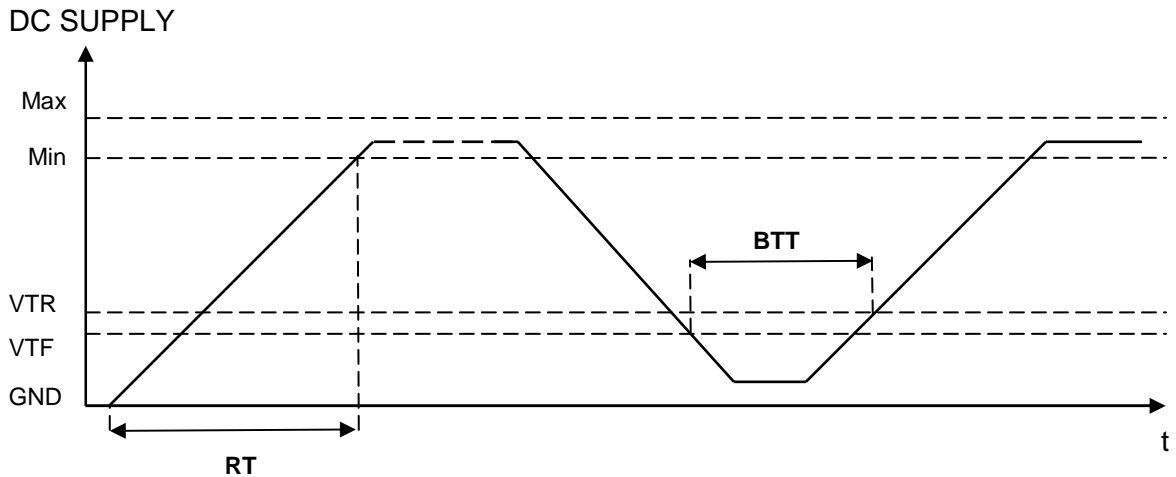 DC SUPPLY
Max
Min
BTT
VTR
VTF
GND
t
RT